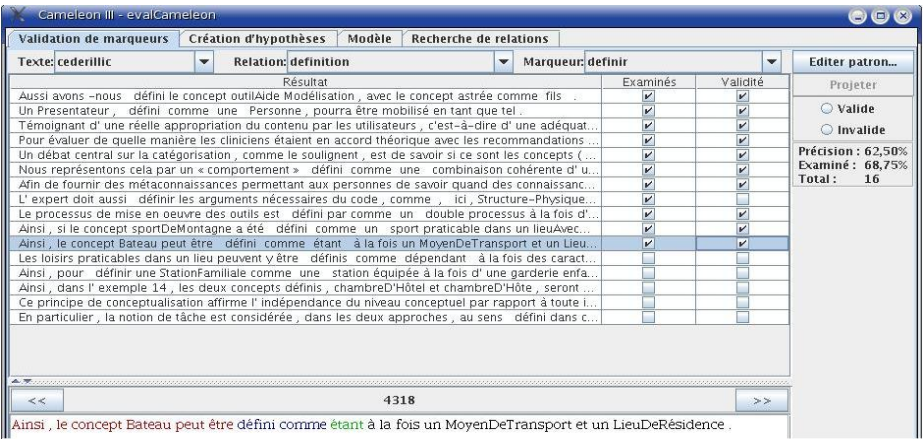 Cameleon III - evalCameleon
Validation de marqueurs Création d'hypothèses Modèle Recherche de relations
Texte: cederillic Relation: definition Marqueur: definir Editer patron...
Résultat Examinés Validité Projeter
Aussi avons -nous défini le concept outilAide Modélisation , avec le concept astrée comme fils .
Un Presentateur , défini comme une Personne , pourra être mobilisé en tant que tel .
Valide
Témoignant d' une réelle appropriation du contenu par les utilisateurs , c'est-à-dire d' une adéquat...
Invalide
Pour évaluer de quelle manière les cliniciens étaient en accord théorique avec les recommandations ...
Un débat central sur la catégorisation , comme le soulignent , est de savoir si ce sont les concepts ( ...
Précision : 62,50%
Nous représentons cela par un « comportement » défini comme une combinaison cohérente d' u...
Examiné : 68,75%
Afin de fournir des métaconnaissances permettant aux personnes de savoir quand des connaissanc...
Total : 16
L' expert doit aussi définir les arguments nécessaires du code , comme , ici , Structure-Physique...
Le processus de mise en oeuvre des outils est défini par comme un double processus à la fois d'...
Ainsi , si le concept sportDeMontagne a été défini comme un sport praticable dans un lieuAvec...
Ainsi , le concept Bateau peut être défini comme étant à la fois un MoyenDeTransport et un Lieu...
Les loisirs praticables dans un lieu peuvent y être définis comme dépendant à la fois des caract...
Ainsi , pour définir une StationFamiliale comme une station équipée à la fois d' une garderie enfa...
Ainsi , dans l' exemple 14 , les deux concepts définis , chambreD'Hôtel et chambreD'Hôte , seront ...
Ce principe de conceptualisation affirme l' indépendance du niveau conceptuel par rapport à toute i...
En particulier , la notion de tâche est considérée , dans les deux approches , au sens défini dans c...
<< 4318 >>
Ainsi , le concept Bateau peut être défini comme étant à la fois un MoyenDeTransport et un LieuDeRésidence .